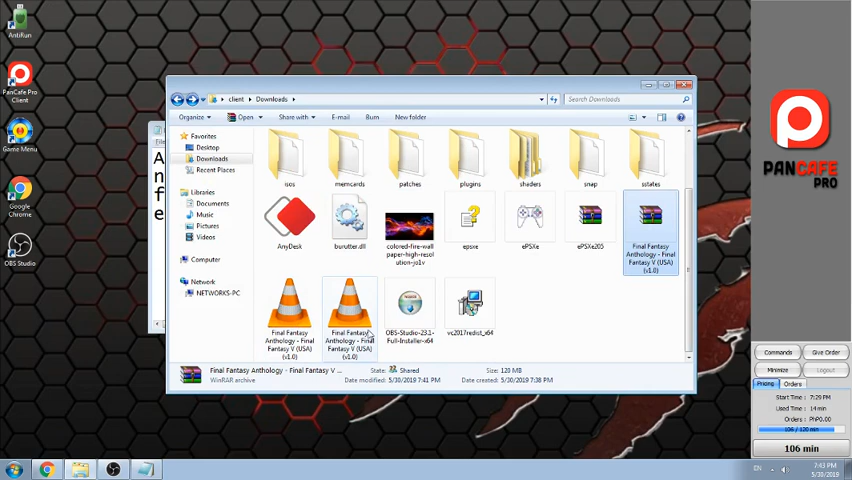 AntiRun
PanCafe Pro
Client
Game Menu
Google
Chrome
OBS Studio
A
n
f
e
client
Downloads
Search Downloads
Organize
Open
Share with
E-mail
Burn
New folder
Favorites
Desktop
Downloads
Recent Places
Libraries
Documents
Music
Pictures
Videos
Computer
Network
NETWORKS-PC
isos
memcards
patches
plugins
shaders
snap
sstates
AnyDesk
burutter.dll
colored-fire-wall
paper-high-resol
ution-jo1v
epsxe
ePSXe
ePSXe205
Final Fantasy
Anthology - Final
Fantasy V (USA)
(v1.0)
Final Fantasy
Anthology - Final
Fantasy V (USA)
(v1.0)
Final Fantasy
Anthology - Final
Fantasy V (USA)
(v1.0)
OBS-Studio-23.1-
Full-Installer-x64
vc2017redist_x64
Final Fantasy Anthology - Final Fantasy V ...
State: Shared
Size: 128 MB
WinRAR archive
Date modified: 5/30/2019 7:41 PM
Date created: 5/30/2019 7:38 PM
PANCAFE
PRO
Commands
Give Order
Minimize
Logout
Pricing
Orders
Start Time : 7:29 PM
Used Time : 14 min
Orders : PhP0.00
106 / 120 min
106 min
EN
7:43 PM
5/30/2019